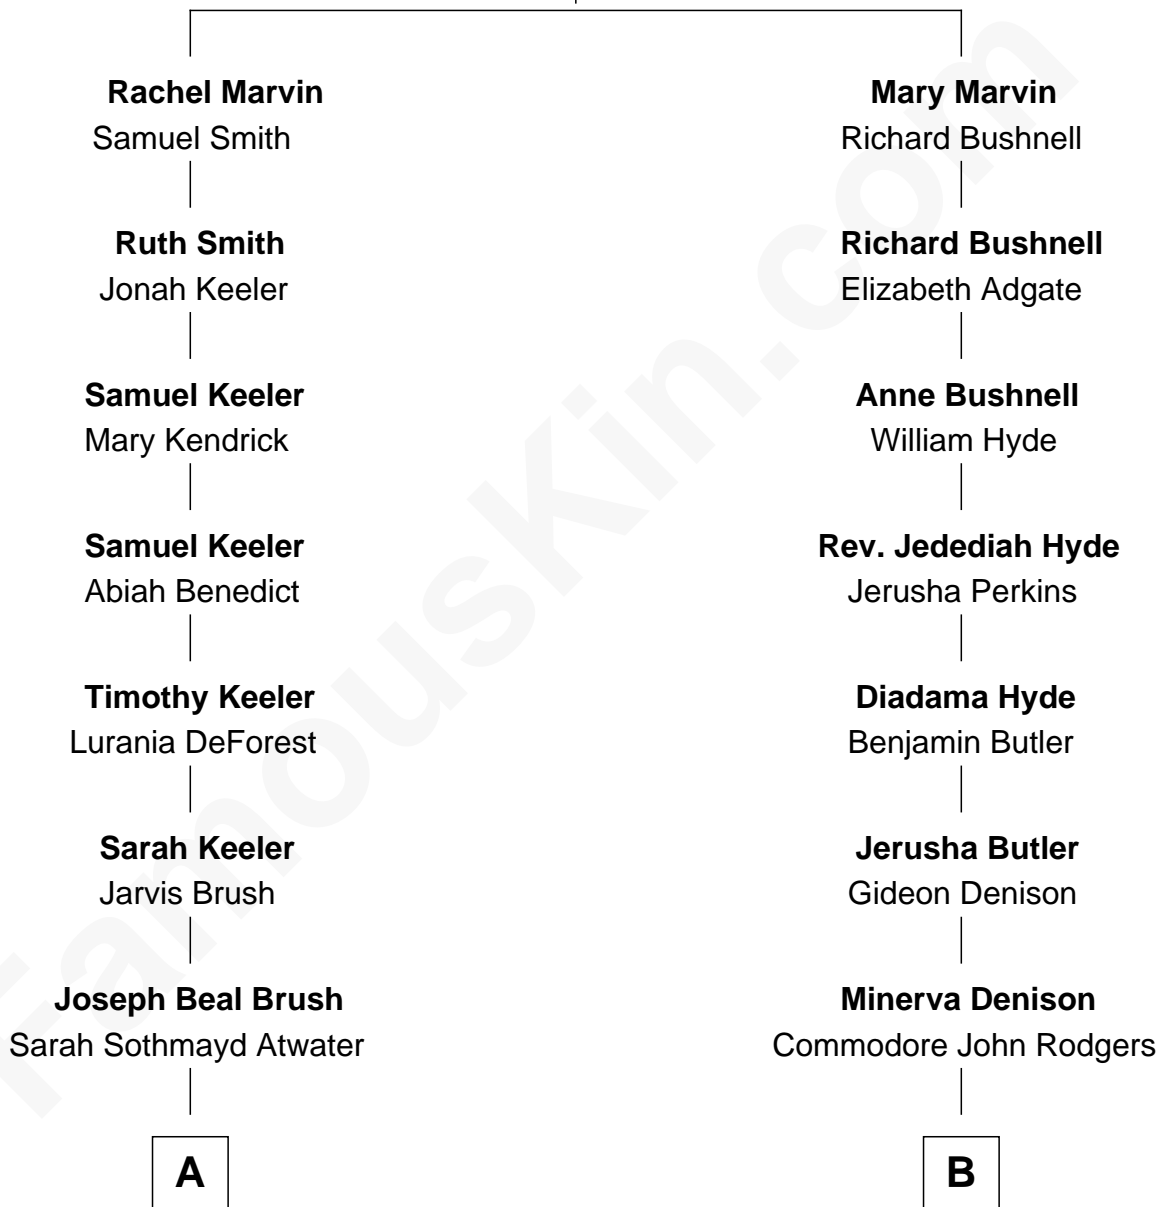 Rachel Marvin
Samuel Smith
Ruth Smith
Jonah Keeler
Samuel Keeler
Mary Kendrick
Samuel Keeler
Abiah Benedict
Timothy Keeler
Lurania DeForest
Sarah Keeler
Jarvis Brush
Joseph Beal Brush
Sarah Sothmayd Atwater
A
Mary Marvin
Richard Bushnell
Richard Bushnell
Elizabeth Adgate
Anne Bushnell
William Hyde
Rev. Jedediah Hyde
Jerusha Perkins
Diadama Hyde
Benjamin Butler
Jerusha Butler
Gideon Denison
Minerva Denison
Commodore John Rodgers
B
FamousKin.com